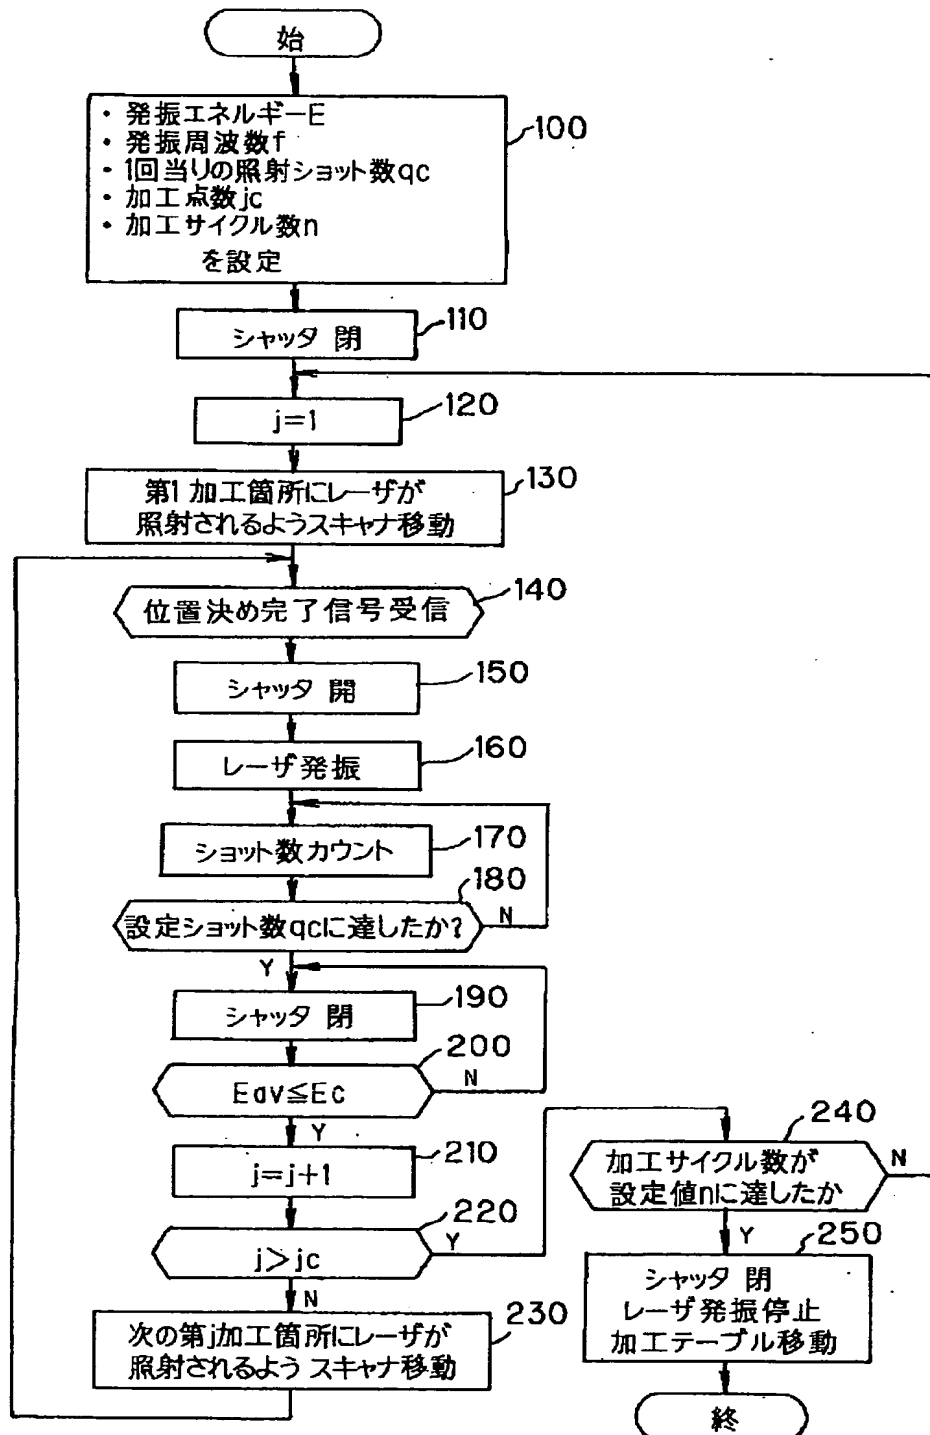 始
・ 発振エネルギーE
・ 発振周波数f
・ 1回当りの照射ショット数qc
・ 加工点数jc
・ 加工サイクル数n
を設定
100
シャッタ 閉
110
j=1
120
第1 加工箇所にレーザが
照射されるようスキャナ移動
130
位置決め完了信号受信
140
シャッタ 開
150
レーザ発振
160
ショット数カウント
170
設定ショット数qcに達したか?
180
N
Y
シャッタ 閉
190
Eav≦Ec
200
N
Y
j=j+1
210
j>jc
220
Y
N
次の第j加工箇所にレーザが
照射されるよう スキャナ移動
230
加工サイクル数が
設定値nに達したか
240
N
Y
シャッタ 閉
レーザ発振停止
加工テーブル移動
250
終